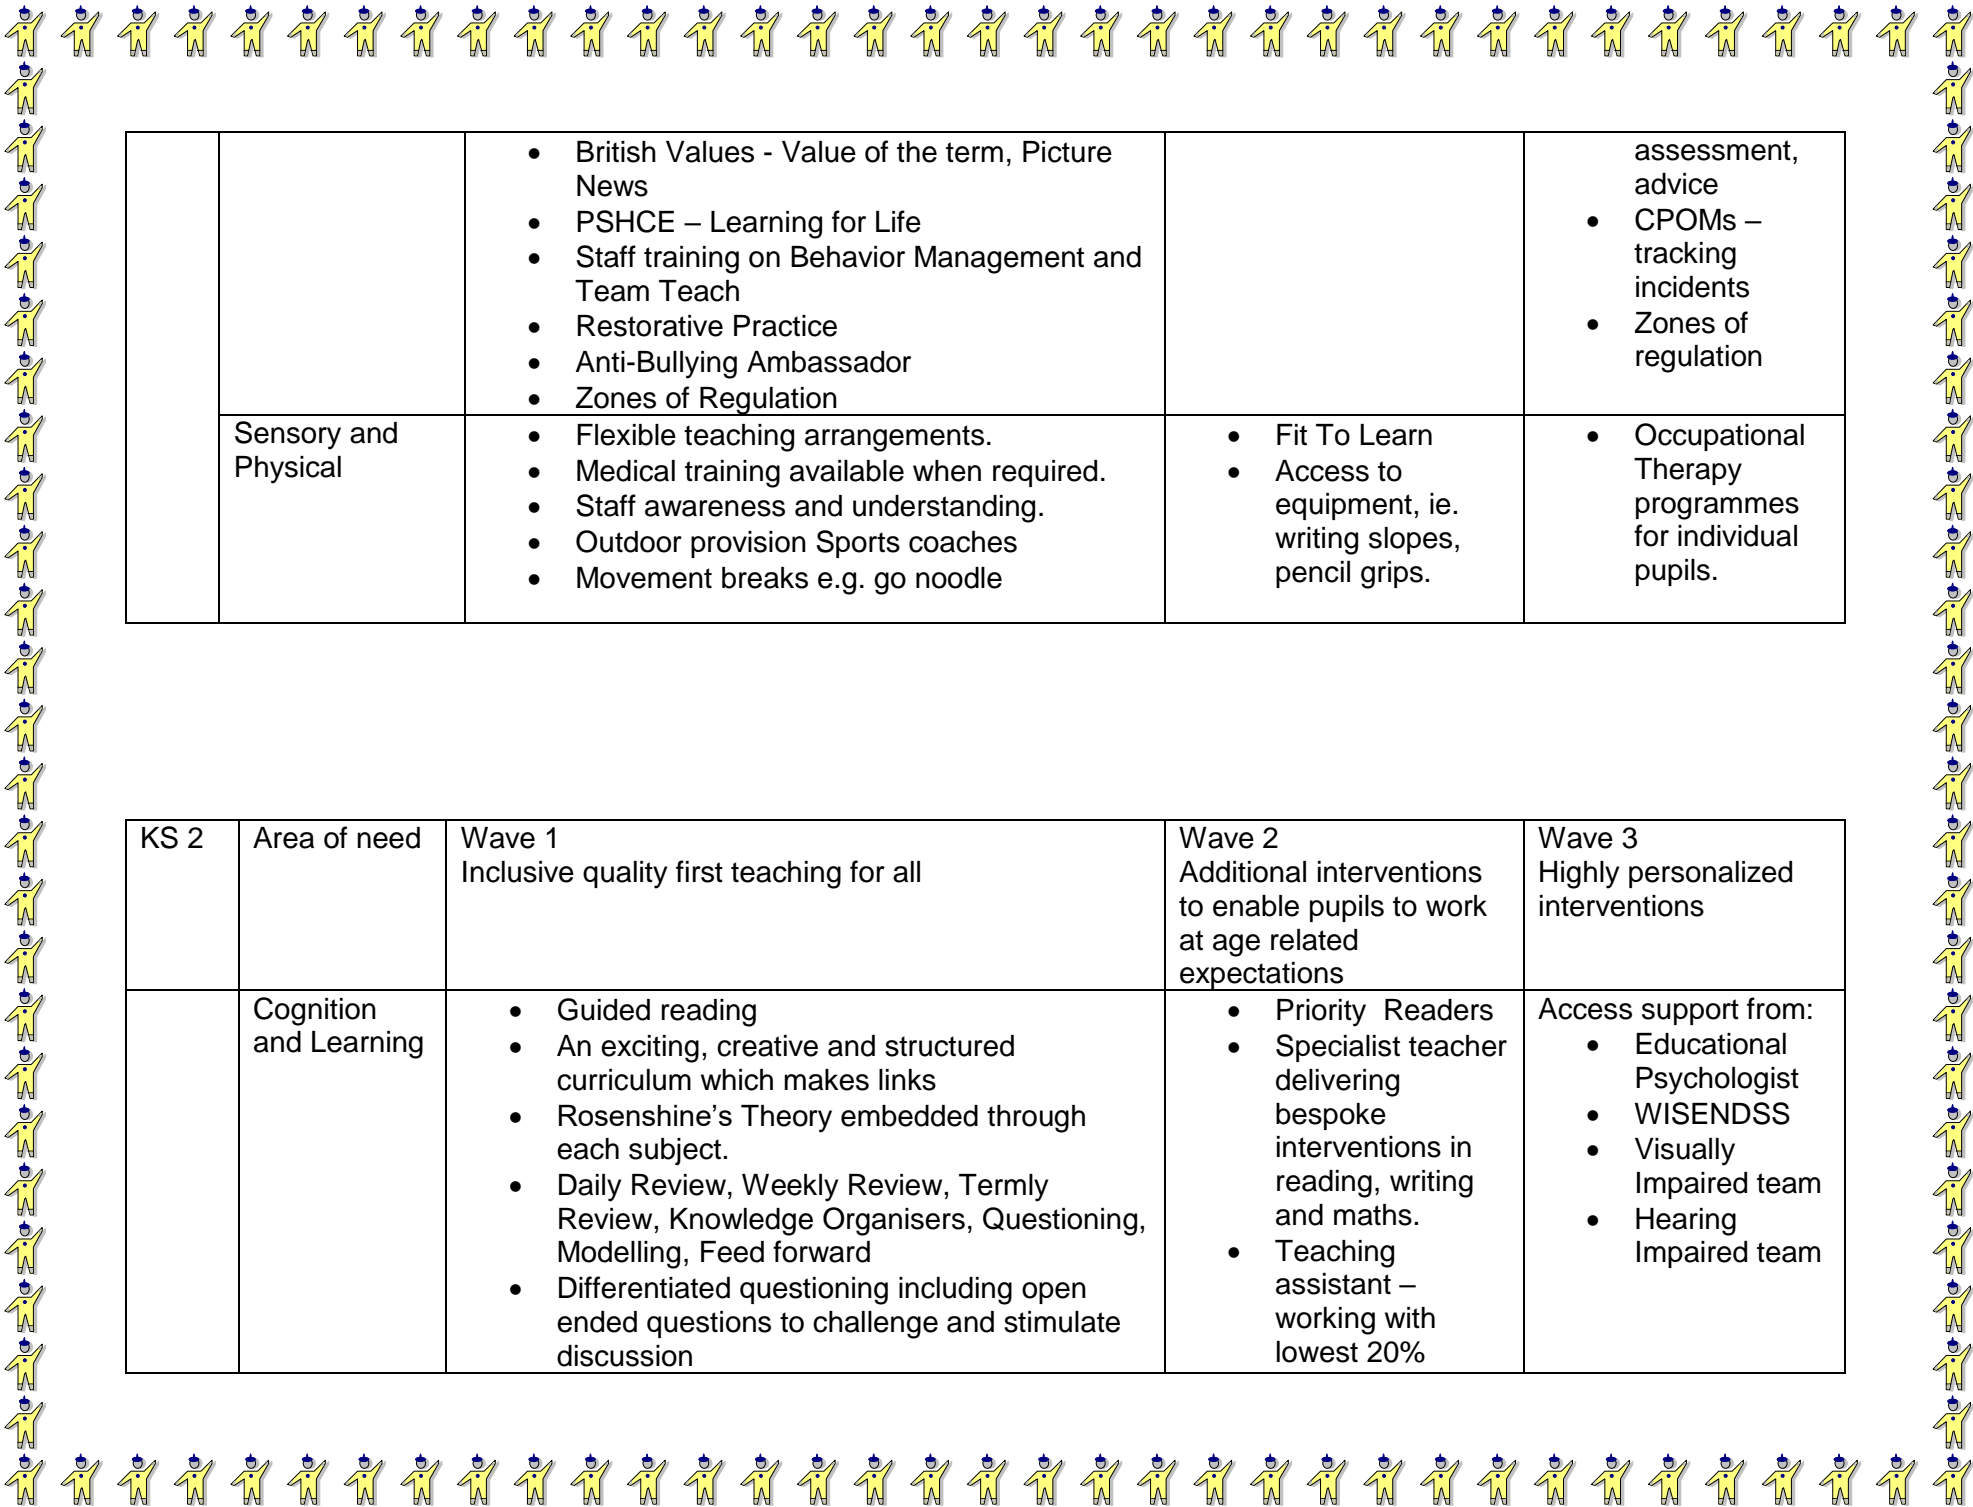 • British Values - Value of the term, Picture
News
• PSHCE – Learning for Life
• Staff training on Behavior Management and
Team Teach
• Restorative Practice
• Anti-Bullying Ambassador
• Zones of Regulation
assessment,
advice
• CPOMs –
tracking
incidents
• Zones of
regulation
Sensory and
Physical
• Flexible teaching arrangements.
• Medical training available when required.
• Staff awareness and understanding.
• Outdoor provision Sports coaches
• Movement breaks e.g. go noodle
• Fit To Learn
• Access to
equipment, ie.
writing slopes,
pencil grips.
• Occupational
Therapy
programmes
for individual
pupils.
KS 2
Area of need
Wave 1
Inclusive quality first teaching for all
Wave 2
Additional interventions
to enable pupils to work
at age related
expectations
Wave 3
Highly personalized
interventions
Cognition
and Learning
• Guided reading
• An exciting, creative and structured
curriculum which makes links
• Rosenshine’s Theory embedded through
each subject.
• Daily Review, Weekly Review, Termly
Review, Knowledge Organisers, Questioning,
Modelling, Feed forward
• Differentiated questioning including open
ended questions to challenge and stimulate
discussion
• Priority  Readers
• Specialist teacher
delivering
bespoke
interventions in
reading, writing
and maths.
• Teaching
assistant –
working with
lowest 20%
Access support from:
• Educational
Psychologist
• WISENDSS
• Visually
Impaired team
• Hearing
Impaired team